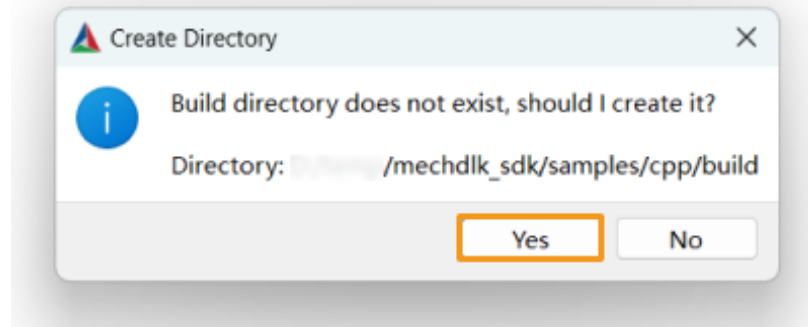 Create Directory
Build directory does not exist, should I create it?
Directory: /mechdlk_sdk/samples/cpp/build
Yes
No